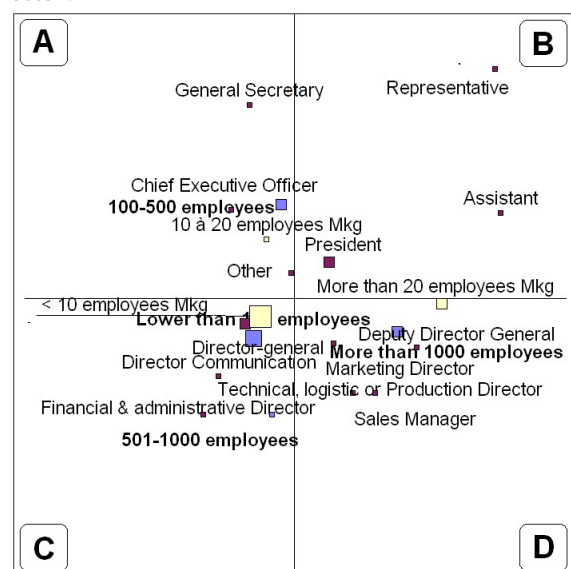 A
B
General Secretary
Representative
Chief Executive Officer
100-500 employees
Assistant
10 à 20 employees Mkg
President
Other
More than 20 employees Mkg
< 10 employees Mkg
Lower than employees
Deputy Director General
Director-general
More than 1000 employees
Director Communication
Marketing Director
Technical, logistic or Production Director
Financial & administrative Director
Sales Manager
501-1000 employees
C
D